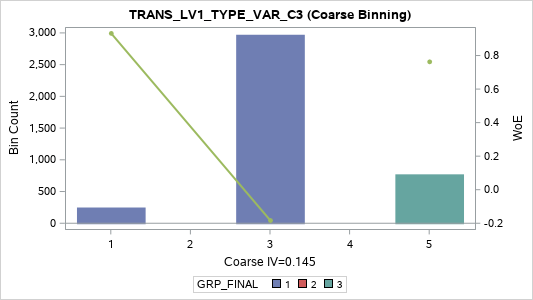 TRANS_LV1_TYPE_VAR_C3 (Coarse Binning)
3,000
2,500
2,000
1,500
1,000
500
0
Bin Count
0.8
0.6
0.4
0.2
0.0
-0.2
WoE
1 2 3 4 5
Coarse IV=0.145
GRP_FINAL 1 2 3